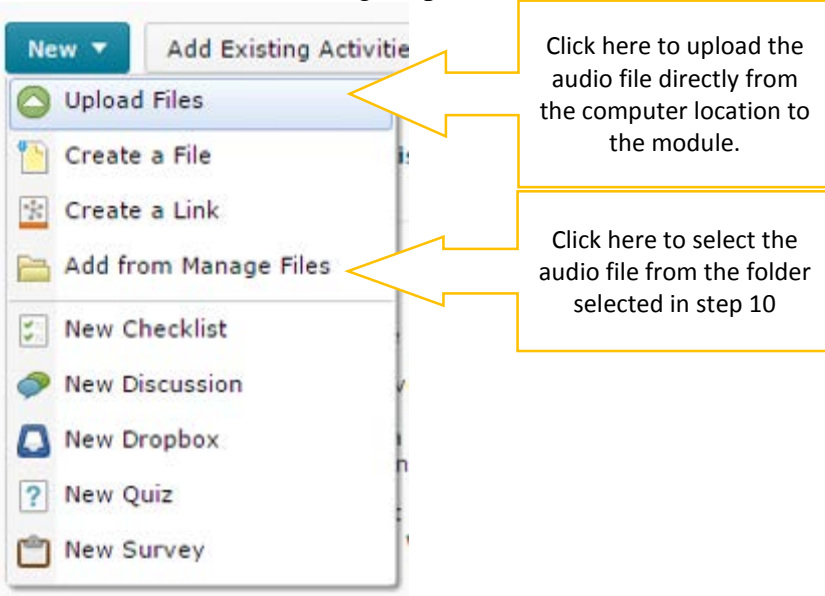 New ▼ Add Existing Activitie
Upload Files
Create a File
Create a Link
Add from Manage Files
New Checklist
New Discussion
New Dropbox
New Quiz
New Survey
Click here to upload the
audio file directly from
the computer location to
the module.
Click here to select the
audio file from the folder
selected in step 10